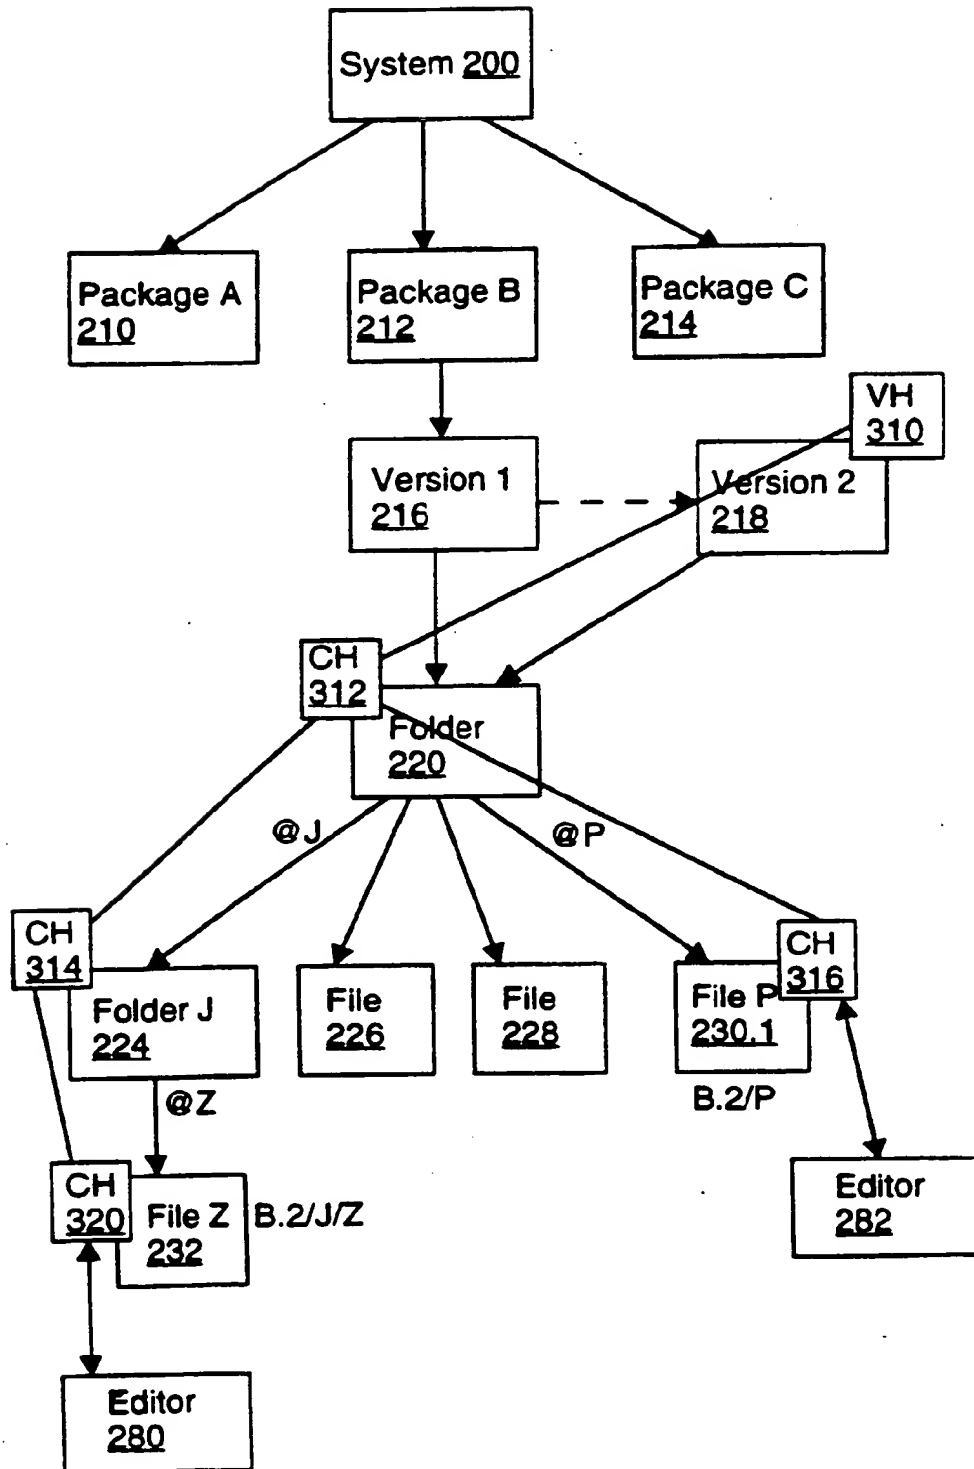 System 200
Package A
210
Package B
212
Package C
214
VH
310
Version 1
216
Version 2
218
CH
312
Folder
220
@J
@P
CH
314
Folder J
224
File
226
File
228
File P
230.1
CH
316
@Z
B.2/P
CH
320
File Z
232
B.2/J/Z
Editor
282
Editor
280